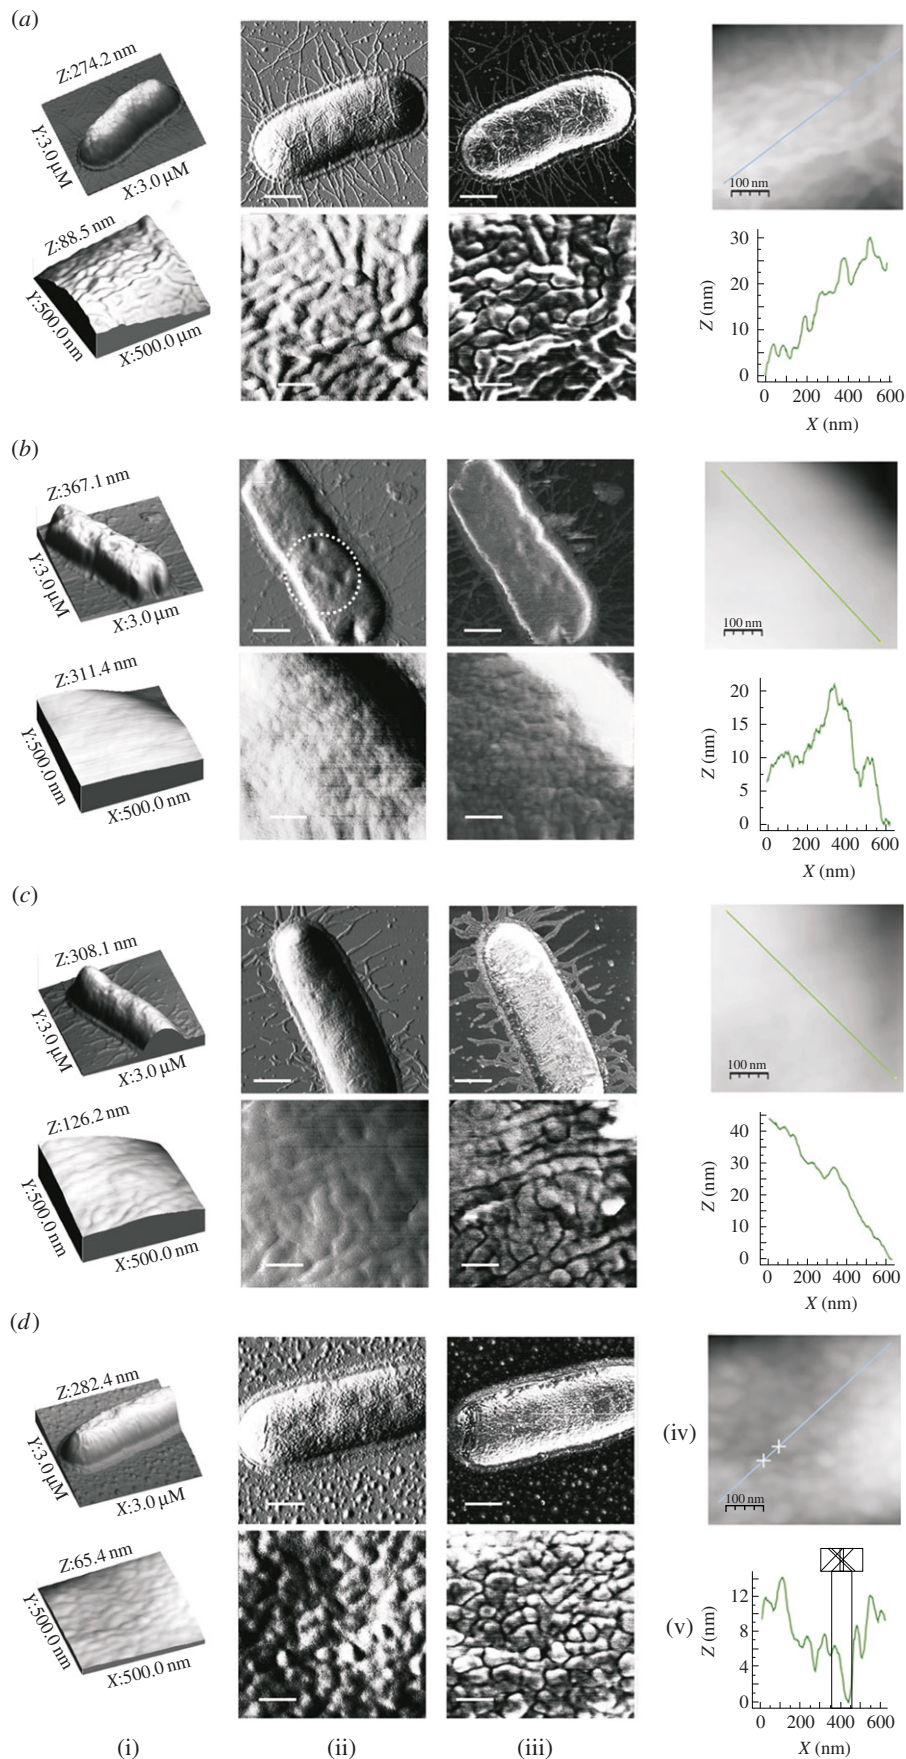 (a)
Z:274.2 nm
Y:3.0 μM
X:3.0 μM
100 nm
Z:88.5 nm
Y:500.0 nm
X:500.0 μm
30
20
10
0
Z (nm)
0 200 400 600
X (nm)
(b)
Z:367.1 nm
Y:3.0 μM
X:3.0 μm
100 nm
Z:311.4 nm
Y:500.0 nm
X:500.0 nm
20
15
10
5
0
Z (nm)
0 200 400 600
X (nm)
(c)
Z:308.1 nm
Y:3.0 μM
X:3.0 μM
100 nm
Z:126.2 nm
Y:500.0 nm
X:500.0 nm
40
30
20
10
0
Z (nm)
0 200 400 600
X (nm)
(d)
Z:282.4 nm
Y:3.0 μM
X:3.0 μM
(iv)
100 nm
Z:65.4 nm
Y:500.0 nm
X:500.0 nm
(v)
12
8
4
0
Z (nm)
0 200 400 600
X (nm)
(i) (ii) (iii)